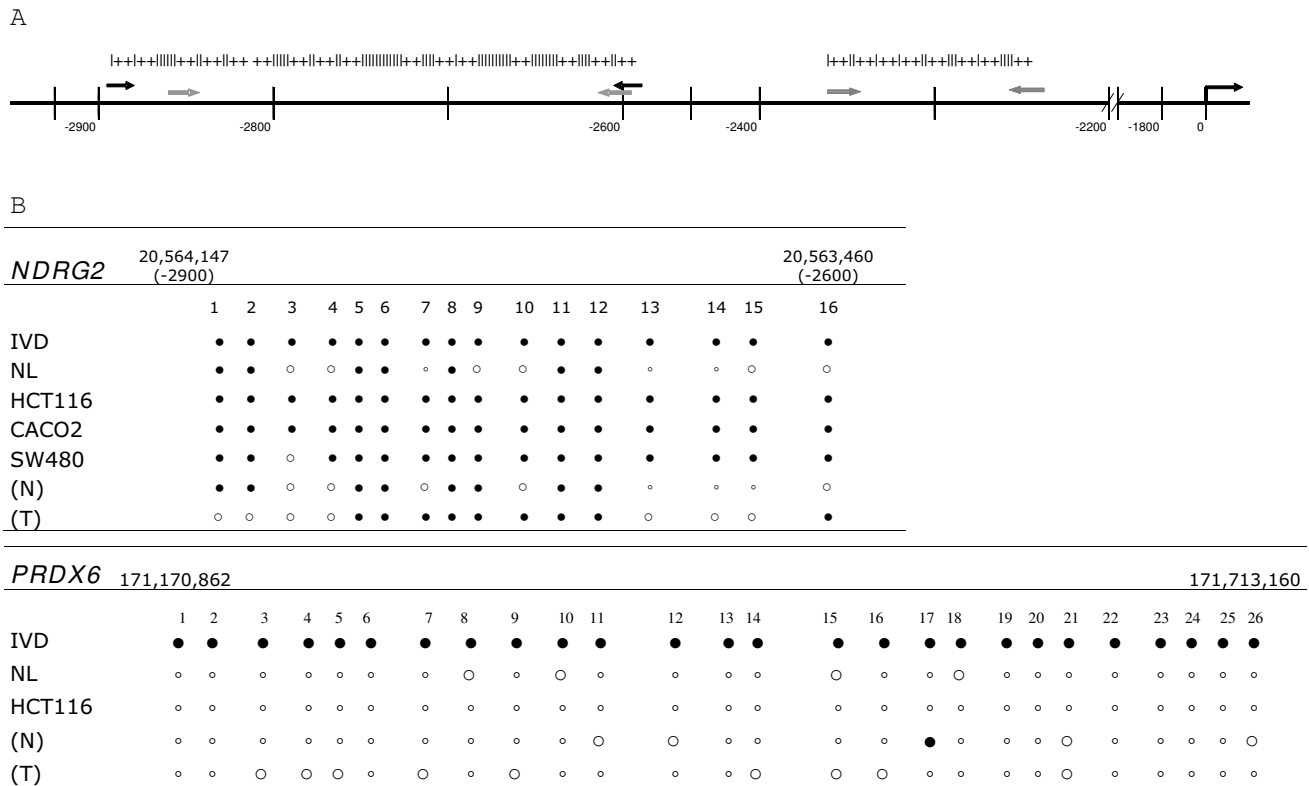 A
|++|++||||||++||++||++ ++|||||++||++||++||||||||||||++||||++||++||||||||||++||||||||++||||++||++ |++||++|++|++||++|||++|++||||++
-2900 -2800 -2600 -2400 -2200 -1800 0
B
NDRG2 20,564,147 20,563,460
(-2900) (-2600)
1 2 3 4 5 6 7 8 9 10 11 12 13 14 15 16
IVD
NL
HCT116
CACO2
SW480
(N)
(T)
PRDX6 171,170,862 171,713,160
1 2 3 4 5 6 7 8 9 10 11 12 13 14 15 16 17 18 19 20 21 22 23 24 25 26
IVD
NL
HCT116
(N)
(T)